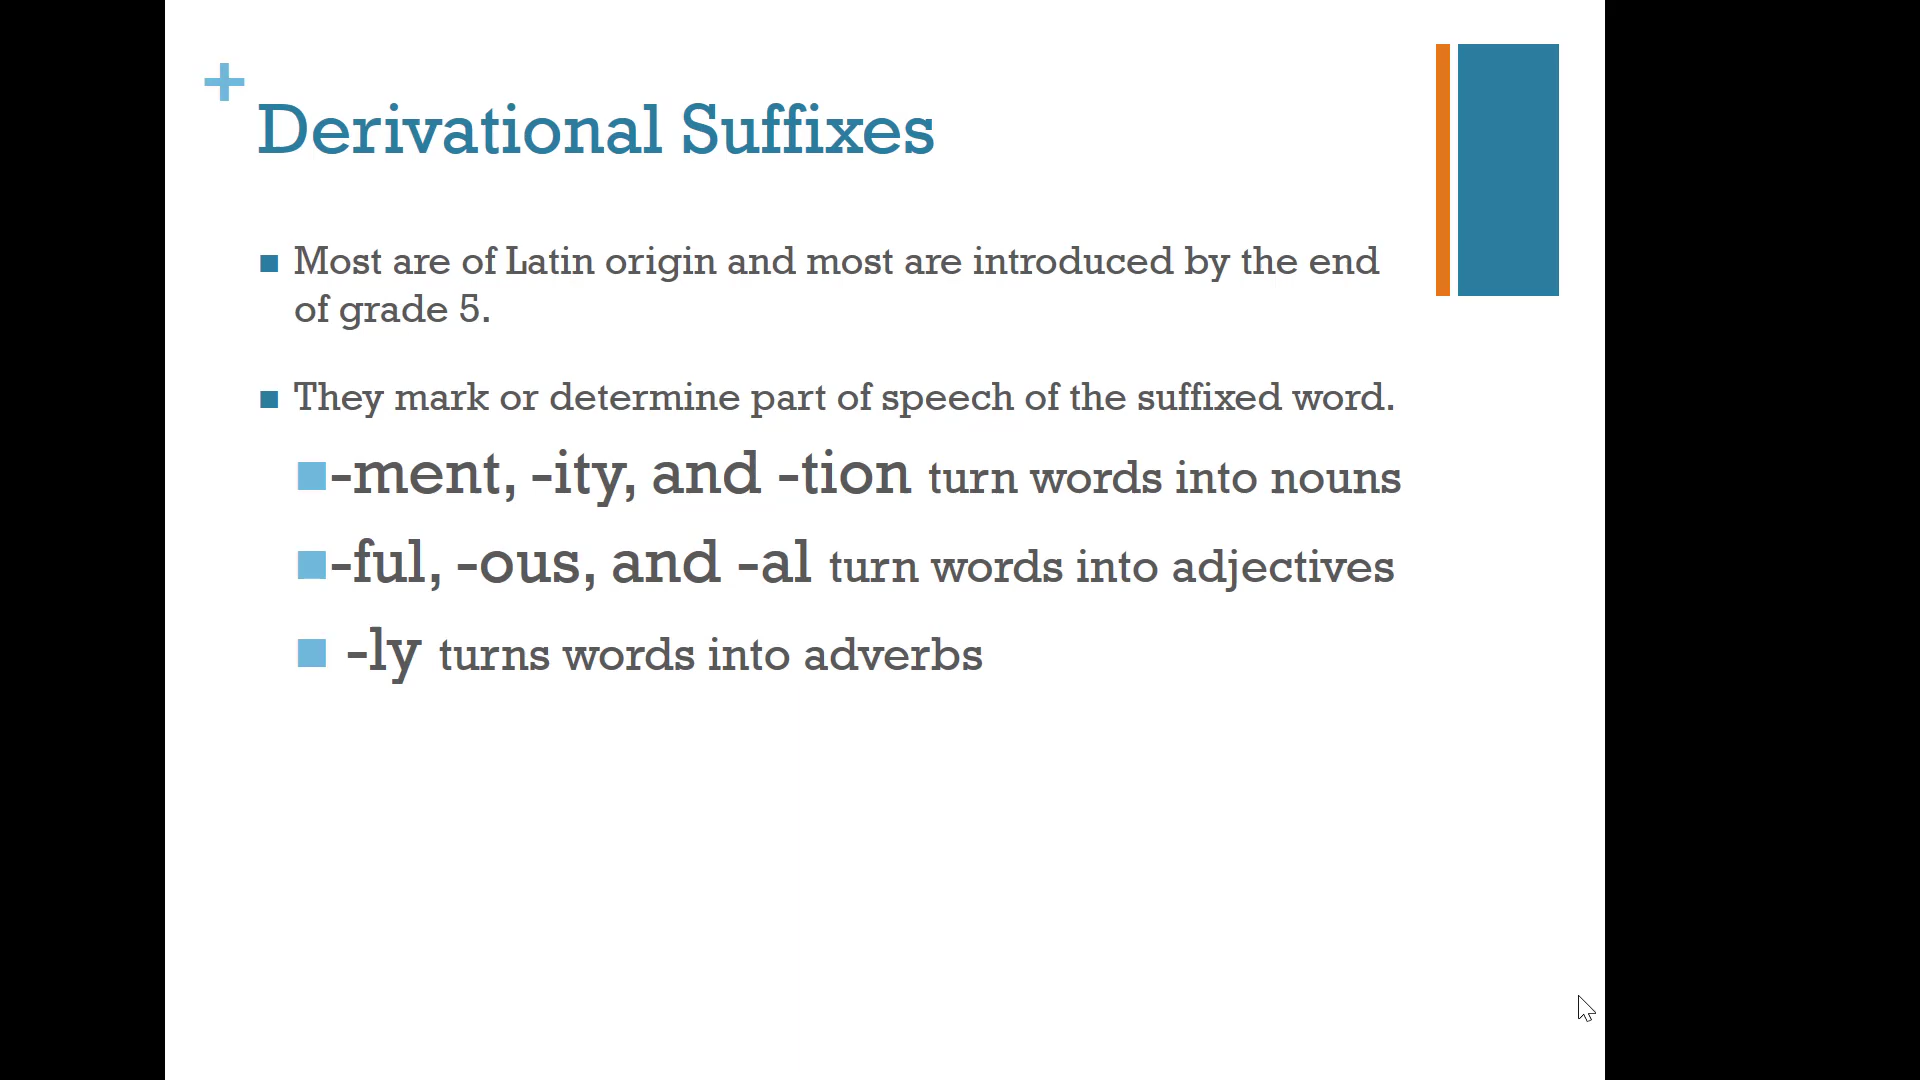 +
Derivational Suffixes
■ Most are of Latin origin and most are introduced by the end
of grade 5.
■ They mark or determine part of speech of the suffixed word.
■ -ment, -ity, and -tion turn words into nouns
■ -ful, -ous, and -al turn words into adjectives
■ -ly turns words into adverbs